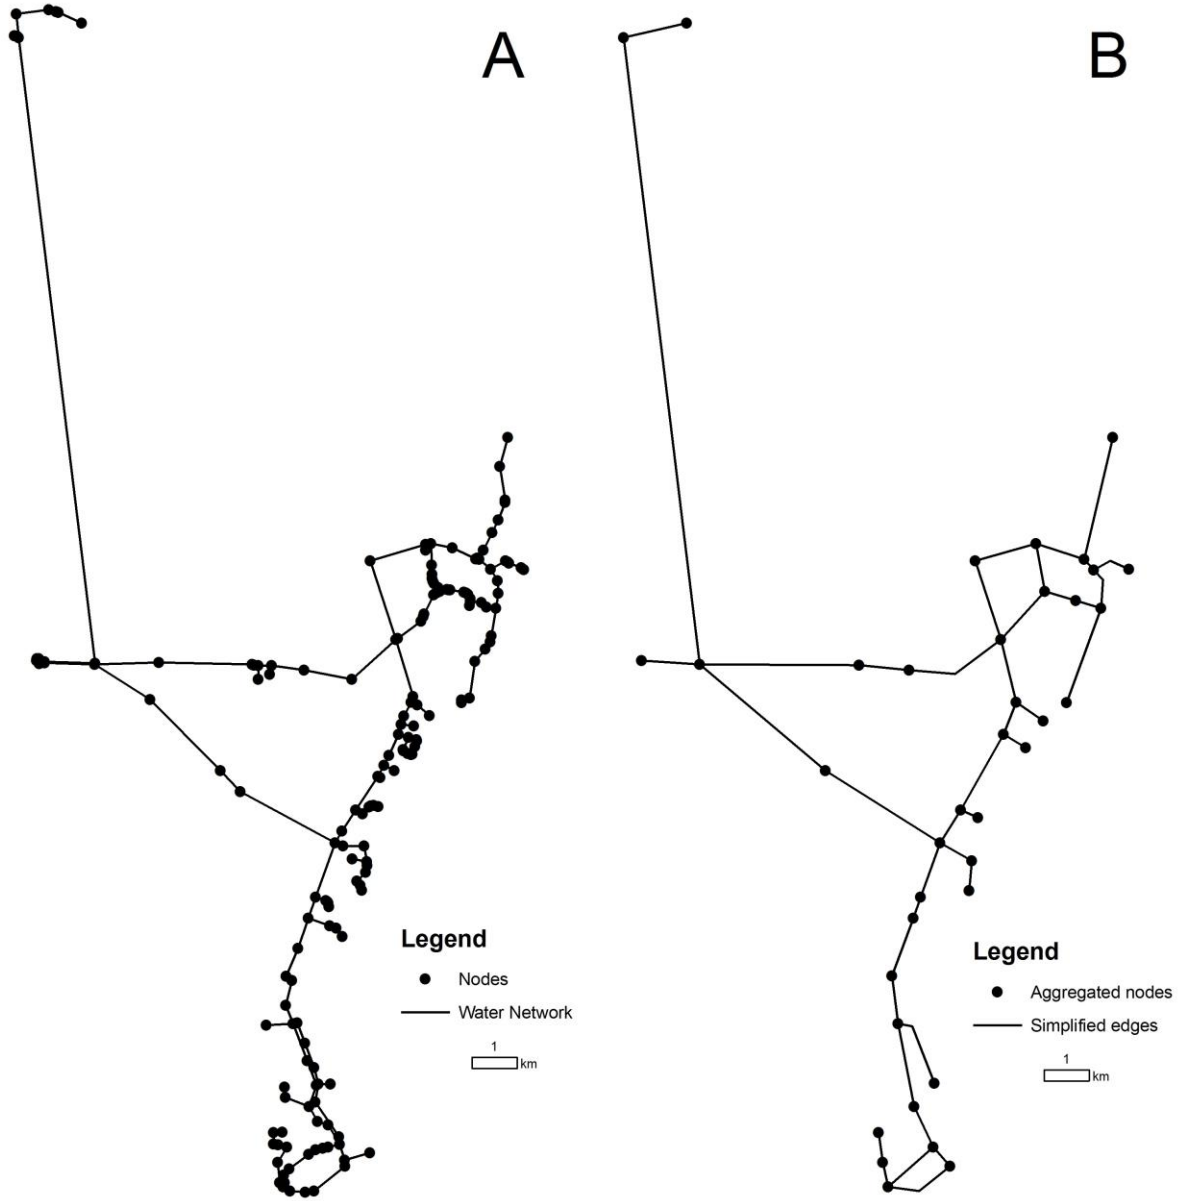 A
B
Legend
Nodes
Water Network
1
km
Legend
Aggregated nodes
Simplified edges
1
km